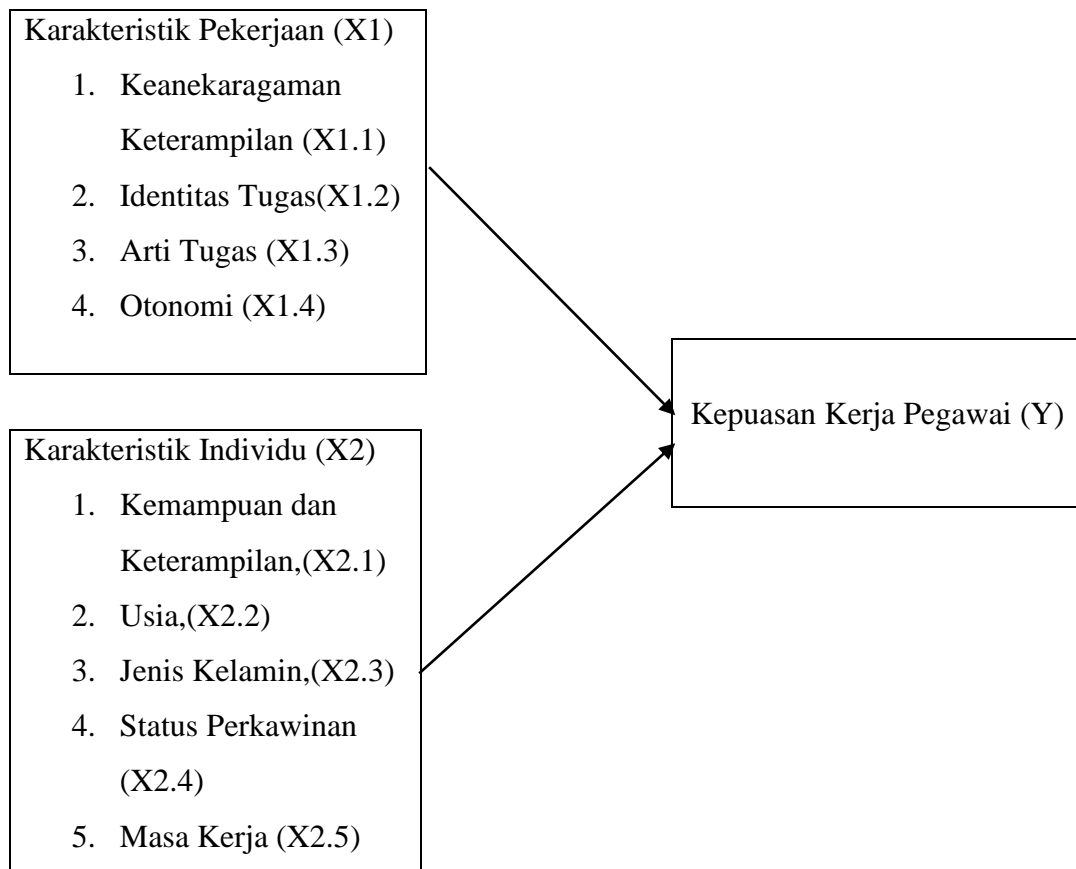 Karakteristik Pekerjaan (X1)
1. Keanekaragaman
Keterampilan (X1.1)
2. Identitas Tugas(X1.2)
3. Arti Tugas (X1.3)
4. Otonomi (X1.4)
Kepuasan Kerja Pegawai (Y)
Karakteristik Individu (X2)
1. Kemampuan dan
Keterampilan,(X2.1)
2. Usia,(X2.2)
3. Jenis Kelamin,(X2.3)
4. Status Perkawinan
(X2.4)
5. Masa Kerja (X2.5)